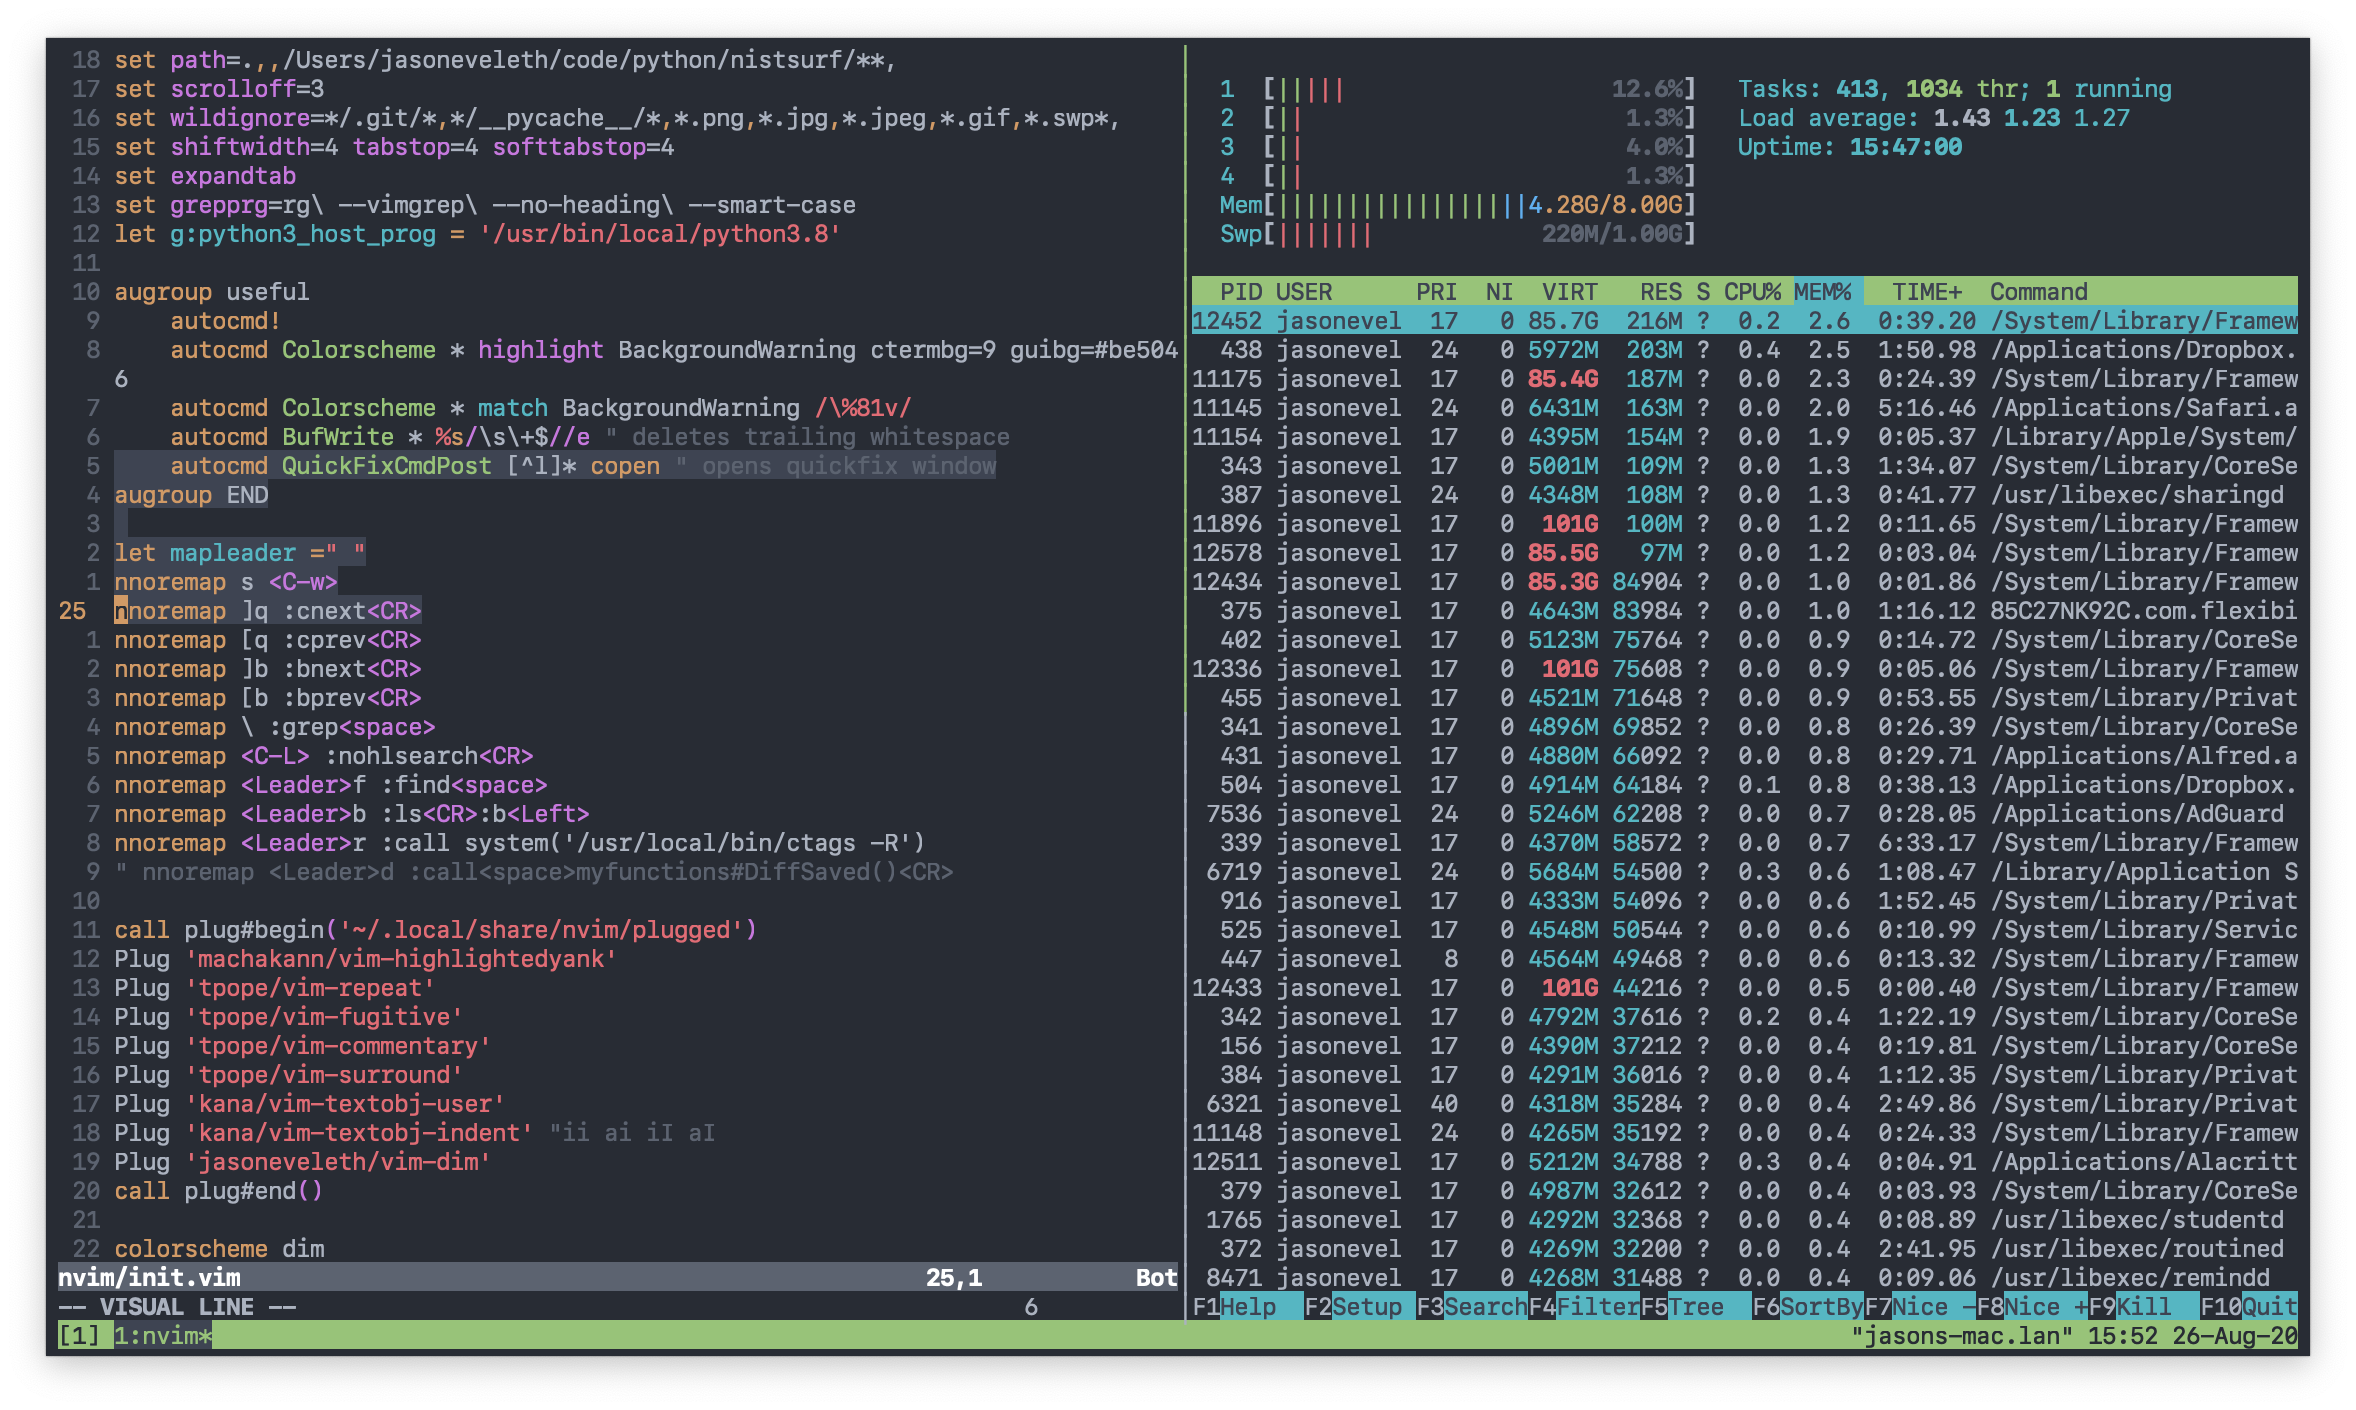 18 set path=.,,/Users/jasoneveleth/code/python/nistsurf/**,
17 set scrolloff=3
16 set wildignore=*/.git/*,*/__pycache__/*,*.png,*.jpg,*.jpeg,*.gif,*.swp*,
15 set shiftwidth=4 tabstop=4 softtabstop=4
14 set expandtab
13 set grepprg=rg\ --vimgrep\ --no-heading\ --smart-case
12 let g:python3_host_prog = '/usr/bin/local/python3.8'
11
10 augroup useful
9     autocmd!
8     autocmd Colorscheme * highlight BackgroundWarning ctermbg=9 guibg=#be504
6
7     autocmd Colorscheme * match BackgroundWarning /\%81v/
6     autocmd BufWrite * %s/\s\+$//e " deletes trailing whitespace
5     autocmd QuickFixCmdPost [^l]* copen " opens quickfix window
4 augroup END
3
2 let mapleader =" "
1 nnoremap s <C-w>
25 nnoremap ]q :cnext<CR>
1 nnoremap [q :cprev<CR>
2 nnoremap ]b :bnext<CR>
3 nnoremap [b :bprev<CR>
4 nnoremap \ :grep<space>
5 nnoremap <C-L> :nohlsearch<CR>
6 nnoremap <Leader>f :find<space>
7 nnoremap <Leader>b :ls<CR>:b<Left>
8 nnoremap <Leader>r :call system('/usr/local/bin/ctags -R')
9 " nnoremap <Leader>d :call<space>myfunctions#DiffSaved()<CR>
10
11 call plug#begin('~/.local/share/nvim/plugged')
12 Plug 'machakann/vim-highlightedyank'
13 Plug 'tpope/vim-repeat'
14 Plug 'tpope/vim-fugitive'
15 Plug 'tpope/vim-commentary'
16 Plug 'tpope/vim-surround'
17 Plug 'kana/vim-textobj-user'
18 Plug 'kana/vim-textobj-indent' "ii ai iI aI
19 Plug 'jasoneveleth/vim-dim'
20 call plug#end()
21
22 colorscheme dim
nvim/init.vim 25,1 Bot
-- VISUAL LINE -- 6
1 [||||| 12.6%] Tasks: 413, 1034 thr; 1 running
2 [|| 1.3%] Load average: 1.43 1.23 1.27
3 [|| 4.0%] Uptime: 15:47:00
4 [|| 1.3%]
Mem[||||||||||||||||||4.28G/8.00G]
Swp[||||||| 220M/1.00G]
PID USER PRI NI VIRT RES S CPU% MEM% TIME+ Command
12452 jasonevel 17 0 85.7G 216M ? 0.2 2.6 0:39.20 /System/Library/Framew
438 jasonevel 24 0 5972M 203M ? 0.4 2.5 1:50.98 /Applications/Dropbox.
11175 jasonevel 17 0 85.4G 187M ? 0.0 2.3 0:24.39 /System/Library/Framew
11145 jasonevel 24 0 6431M 163M ? 0.0 2.0 5:16.46 /Applications/Safari.a
11154 jasonevel 17 0 4395M 154M ? 0.0 1.9 0:05.37 /Library/Apple/System/
343 jasonevel 17 0 5001M 109M ? 0.0 1.3 1:34.07 /System/Library/CoreSe
387 jasonevel 24 0 4348M 108M ? 0.0 1.3 0:41.77 /usr/libexec/sharingd
11896 jasonevel 17 0 101G 100M ? 0.0 1.2 0:11.65 /System/Library/Framew
12578 jasonevel 17 0 85.5G 97M ? 0.0 1.2 0:03.04 /System/Library/Framew
12434 jasonevel 17 0 85.3G 84904 ? 0.0 1.0 0:01.86 /System/Library/Framew
375 jasonevel 17 0 4643M 83984 ? 0.0 1.0 1:16.12 85C27NK92C.com.flexibi
402 jasonevel 17 0 5123M 75764 ? 0.0 0.9 0:14.72 /System/Library/CoreSe
12336 jasonevel 17 0 101G 75608 ? 0.0 0.9 0:05.06 /System/Library/Framew
455 jasonevel 17 0 4521M 71648 ? 0.0 0.9 0:53.55 /System/Library/Privat
341 jasonevel 17 0 4896M 69852 ? 0.0 0.8 0:26.39 /System/Library/CoreSe
431 jasonevel 17 0 4880M 66092 ? 0.0 0.8 0:29.71 /Applications/Alfred.a
504 jasonevel 17 0 4914M 64184 ? 0.1 0.8 0:38.13 /Applications/Dropbox.
7536 jasonevel 24 0 5246M 62208 ? 0.0 0.7 0:28.05 /Applications/AdGuard
339 jasonevel 17 0 4370M 58572 ? 0.0 0.7 6:33.17 /System/Library/Framew
6719 jasonevel 24 0 5684M 54500 ? 0.3 0.6 1:08.47 /Library/Application S
916 jasonevel 17 0 4333M 54096 ? 0.0 0.6 1:52.45 /System/Library/Privat
525 jasonevel 17 0 4548M 50544 ? 0.0 0.6 0:10.99 /System/Library/Servic
447 jasonevel 8 0 4564M 49468 ? 0.0 0.6 0:13.32 /System/Library/Framew
12433 jasonevel 17 0 101G 44216 ? 0.0 0.5 0:00.40 /System/Library/Framew
342 jasonevel 17 0 4792M 37616 ? 0.2 0.4 1:22.19 /System/Library/CoreSe
156 jasonevel 17 0 4390M 37212 ? 0.0 0.4 0:19.81 /System/Library/CoreSe
384 jasonevel 17 0 4291M 36016 ? 0.0 0.4 1:12.35 /System/Library/Privat
6321 jasonevel 40 0 4318M 35284 ? 0.0 0.4 2:49.86 /System/Library/Privat
11148 jasonevel 24 0 4265M 35192 ? 0.0 0.4 0:24.33 /System/Library/Framew
12511 jasonevel 17 0 5212M 34788 ? 0.3 0.4 0:04.91 /Applications/Alacritt
379 jasonevel 17 0 4987M 32612 ? 0.0 0.4 0:03.93 /System/Library/CoreSe
1765 jasonevel 17 0 4292M 32368 ? 0.0 0.4 0:08.89 /usr/libexec/studentd
372 jasonevel 17 0 4269M 32200 ? 0.0 0.4 2:41.95 /usr/libexec/routined
8471 jasonevel 17 0 4268M 31488 ? 0.0 0.4 0:09.06 /usr/libexec/remindd
F1Help F2Setup F3SearchF4FilterF5Tree F6SortByF7Nice -F8Nice +F9Kill F10Quit
[1] 1:nvim* "jasons-mac.lan" 15:52 26-Aug-20